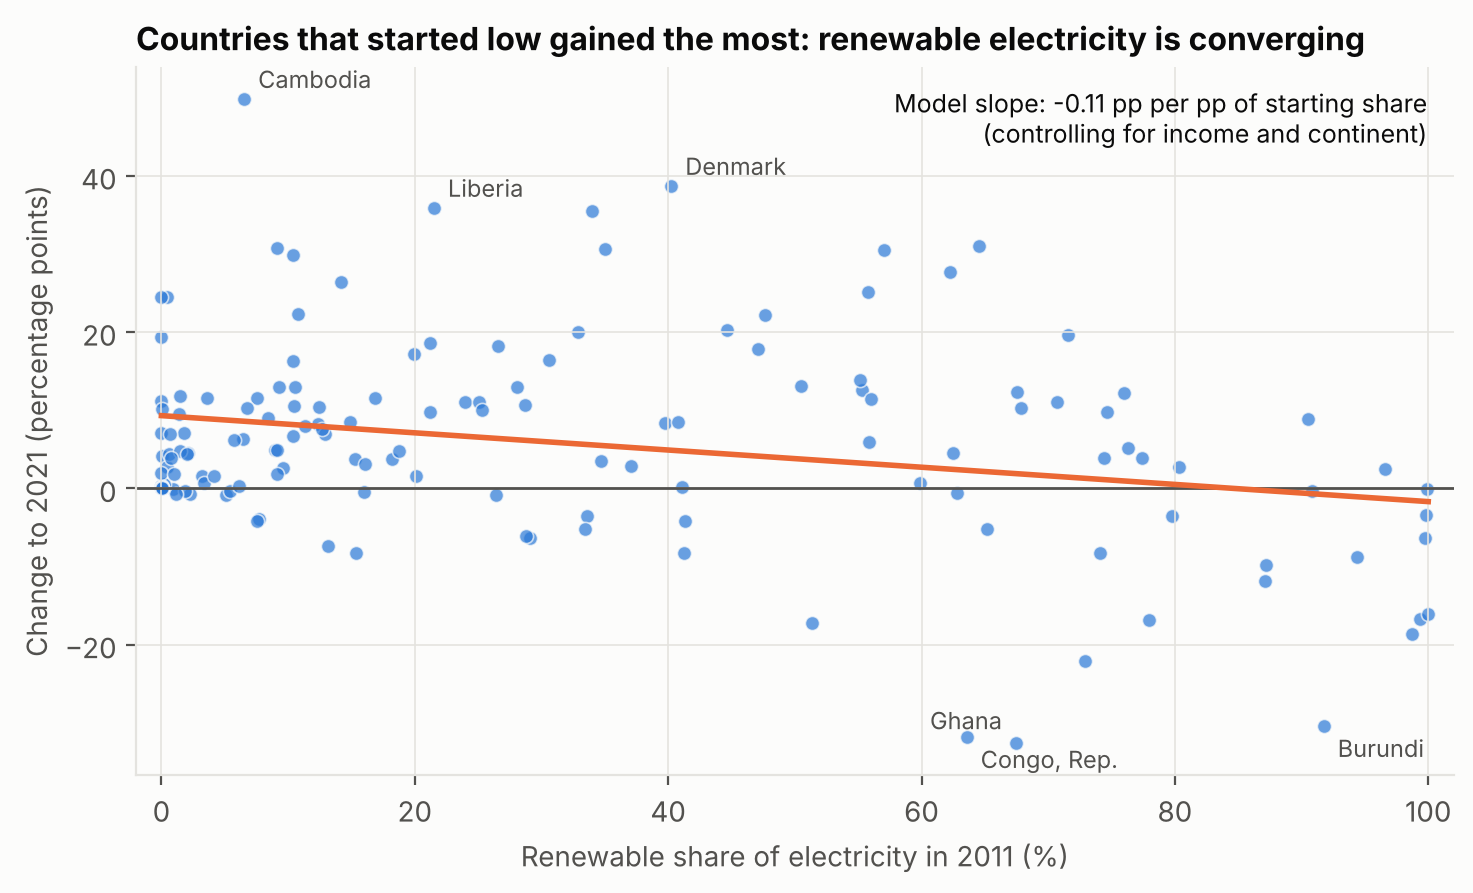 Countries that started low gained the most: renewable electricity is converging
Cambodia
Model slope: -0.11 pp per pp of starting share
(controlling for income and continent)
Denmark
Liberia
Ghana
Congo, Rep.
Burundi
Change to 2021 (percentage points)
40
20
0
−20
0 20 40 60 80 100
Renewable share of electricity in 2011 (%)